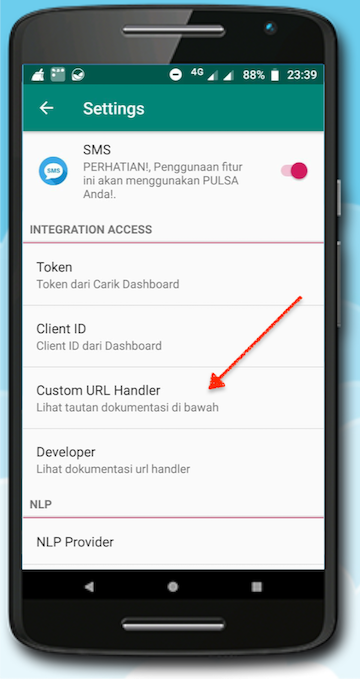 4G 88% 23:39
Settings
SMS
SMS
PERHATIAN!, Penggunaan fitur
ini akan menggunakan PULSA
Anda!.
INTEGRATION ACCESS
Token
Token dari Carik Dashboard
Client ID
Client ID dari Dashboard
Custom URL Handler
Lihat tautan dokumentasi di bawah
Developer
Lihat dokumentasi url handler
NLP
NLP Provider